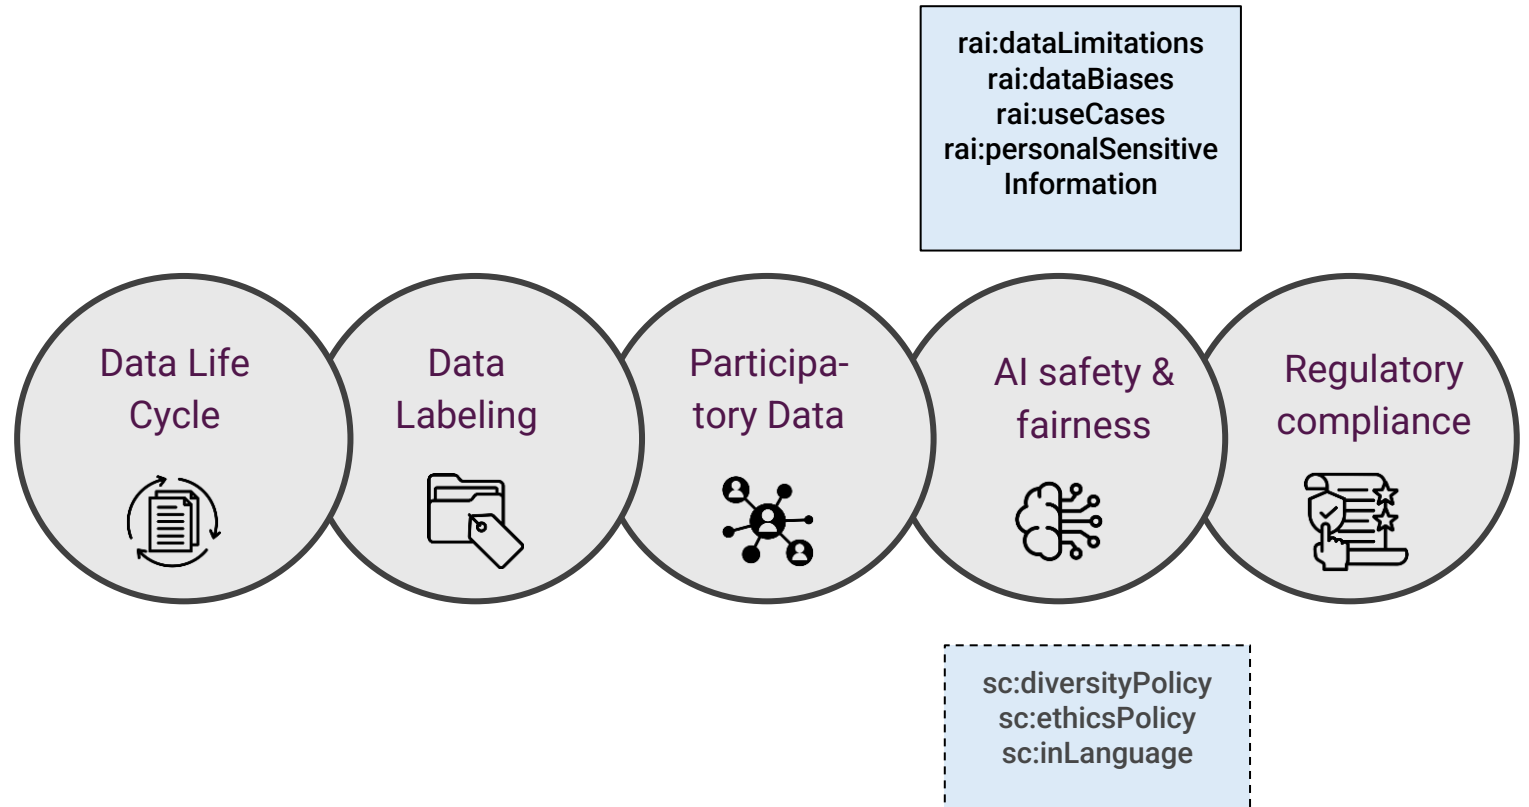 rai:dataLimitations
rai:dataBiases
rai:useCases
rai:personalSensitive
Information
Data Life
Cycle
Data
Labeling
Participa-
tory Data
AI safety &
fairness
Regulatory
compliance
sc:diversityPolicy
sc:ethicsPolicy
sc:inLanguage